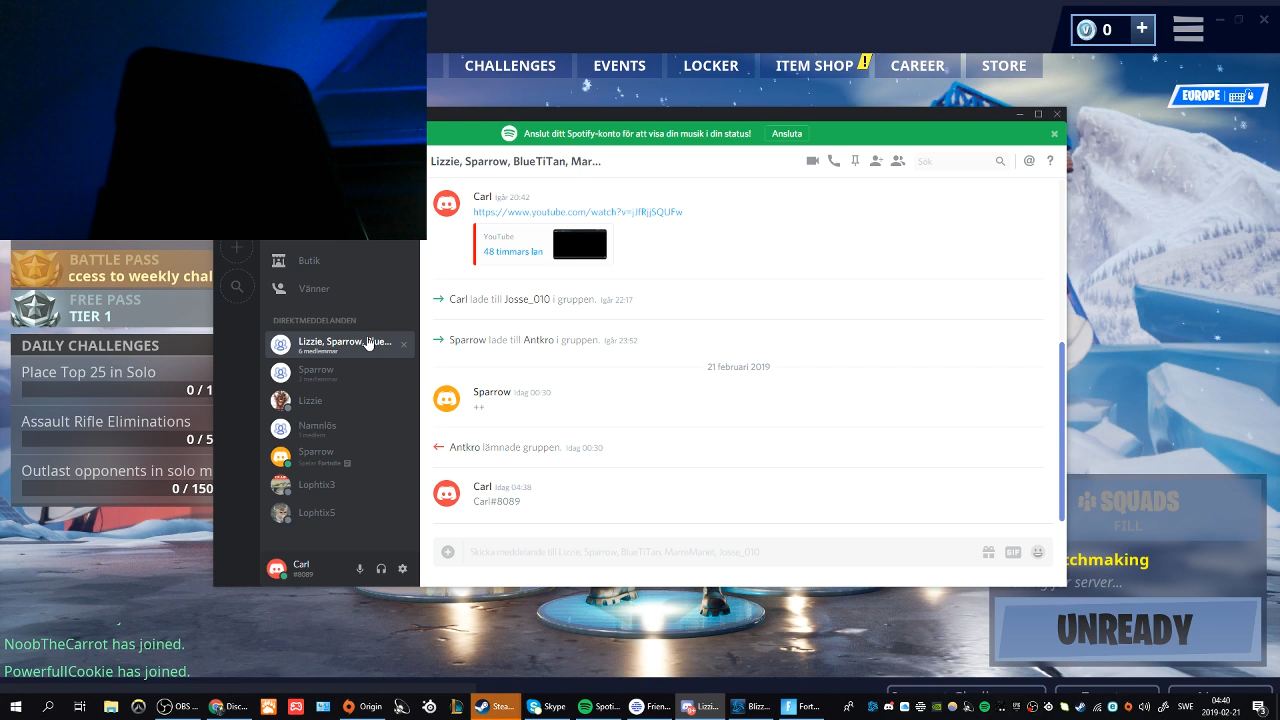 0 +
CHALLENGES EVENTS LOCKER ITEM SHOP ! CAREER STORE
EUROPE
Anslut ditt Spotify-konto för att visa din musik i din status! Ansluta
Lizzie, Sparrow, BlueTiTan, Mar...
Sök
Carl Igår 20:42
https://www.youtube.com/watch?v=jJfRjjSQUFw
YouTube
48 timmars lan
Carl lade till Josse_010 i gruppen. Igår 22:17
Sparrow lade till Antkro i gruppen. Igår 23:52
21 februari 2019
Sparrow Idag 00:30
++
Antkro lämnade gruppen. Idag 00:30
Carl Idag 04:38
Carl#8089
Skicka meddelande till Lizzie, Sparrow, BlueTiTan, MarreManet, Josse_010
GIF
Butik
Vänner
DIREKTMEDDELANDEN
Lizzie, Sparrow, Blue...
6 medlemmar
Sparrow
2 medlemmar
Lizzie
Namnlös
1 medlem
Sparrow
Spelar Fortnite
Lophtix3
Lophtix5
Carl
#8089
BATTLE PASS
ccess to weekly chal
FREE PASS
TIER 1
DAILY CHALLENGES
Place Top 25 in Solo
0 / 1
Assault Rifle Eliminations
0 / 5
Outlast opponents in solo m
0 / 150
SQUADS
FILL
tchmaking
for server...
UNREADY
NoobTheCarrot has joined.
PowerfullCookie has joined.
Obs... Disc... Origin Stea... Skype Spoti... Fren... Lizzi... Bliz... Fort...
SWE
04:40
2019-02-21